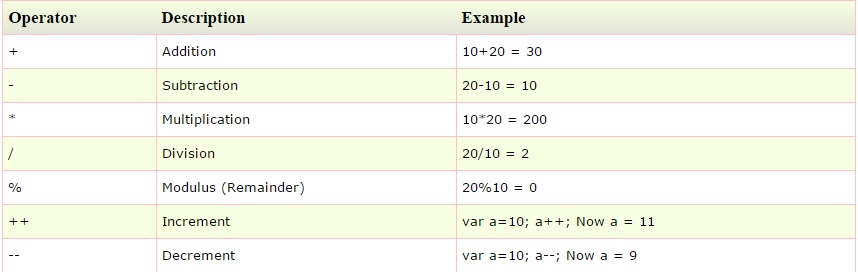 Operator Description Example
+ Addition 10+20 = 30
- Subtraction 20-10 = 10
* Multiplication 10*20 = 200
/ Division 20/10 = 2
% Modulus (Remainder) 20%10 = 0
++ Increment var a=10; a++; Now a = 11
-- Decrement var a=10; a--; Now a = 9